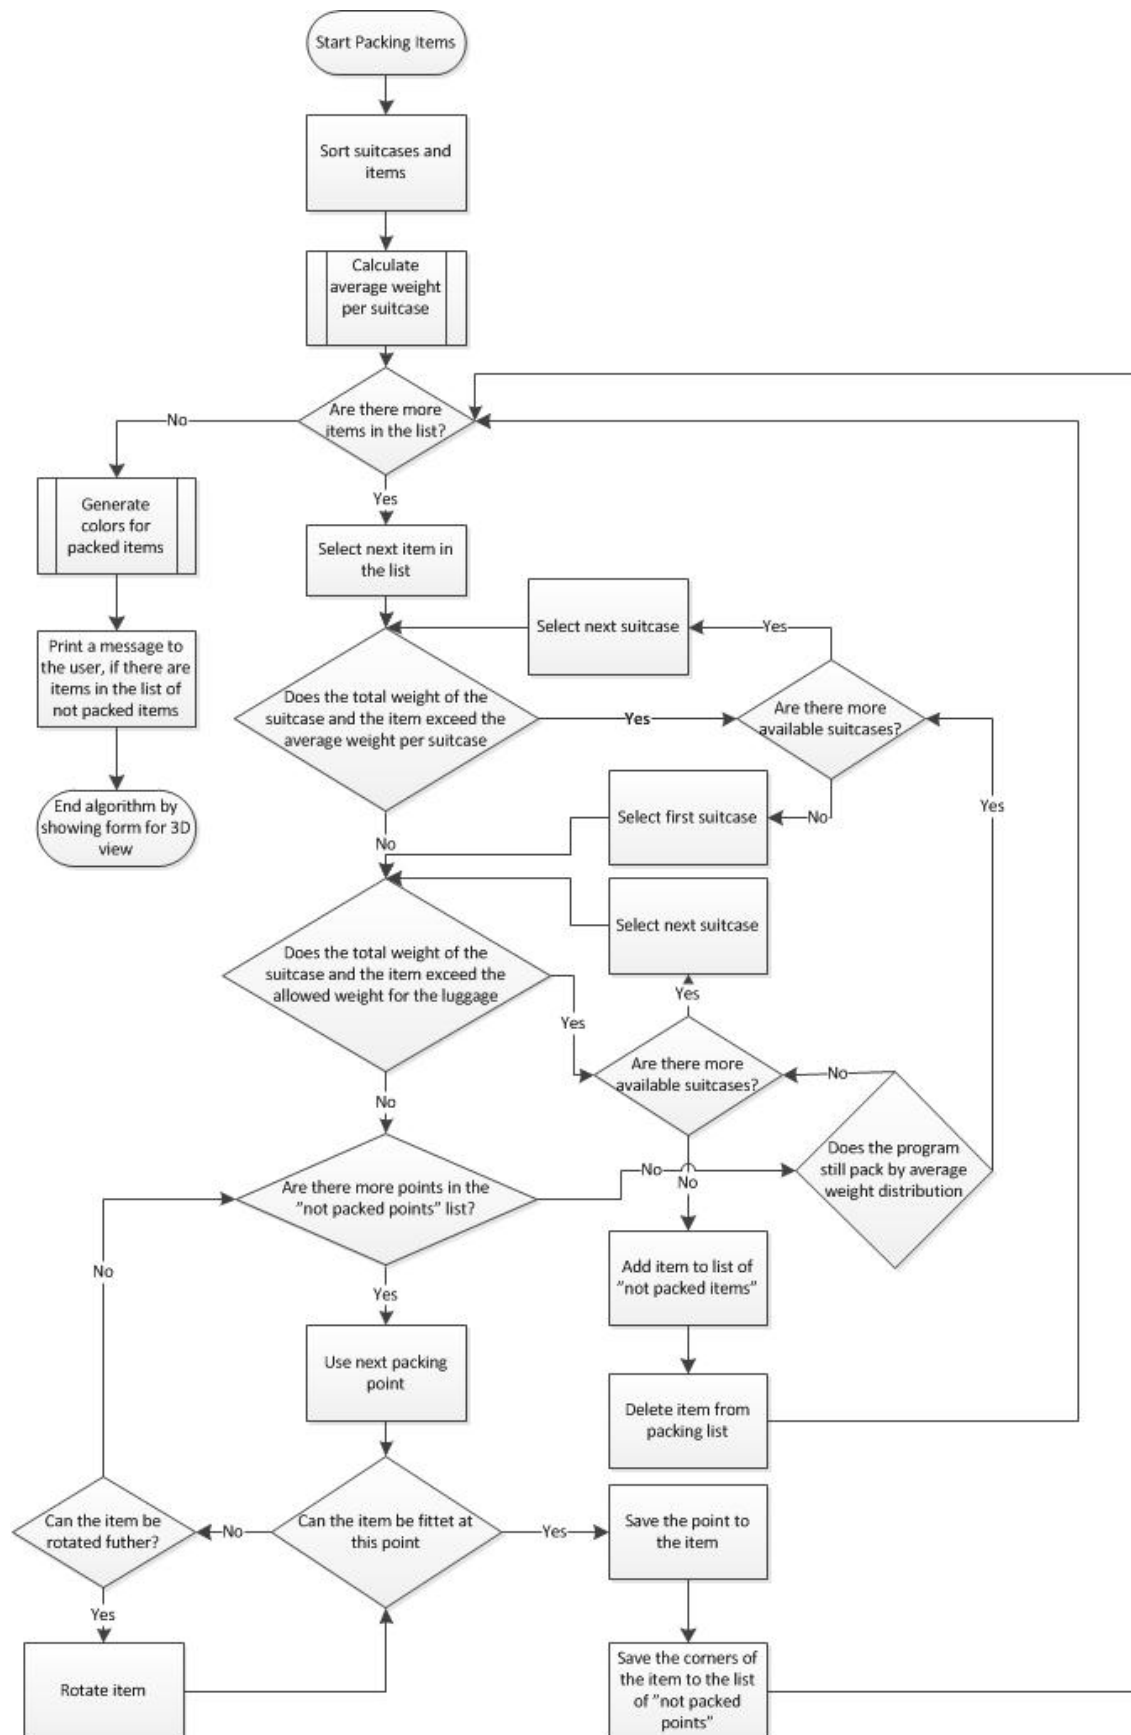 Start Packing Items
Sort suitcases and
items
Calculate
average weight
per suitcase
Are there more
items in the list?
No
Yes
Generate
colors for
packed items
Select next item in
the list
Select next suitcase
Yes
Print a message to
the user, if there are
items in the list of
not packed items
Does the total weight of the
suitcase and the item exceed the
average weight per suitcase
Yes
Are there more
available suitcases?
End algorithm by
showing form for 3D
view
Select first suitcase
No
Yes
No
Select next suitcase
Does the total weight of the
suitcase and the item exceed the
allowed weight for the luggage
Yes
Yes
Are there more
available suitcases?
No
No
Does the program
still pack by average
weight distribution
Are there more points in the
"not packed points" list?
No
No
No
Yes
Add item to list of
"not packed items"
Use next packing
point
Delete item from
packing list
Can the item be
rotated futher?
No
Can the item be fittet at
this point
Yes
Save the point to
the item
Yes
Rotate item
Save the corners of
the item to the list
of "not packed
points"